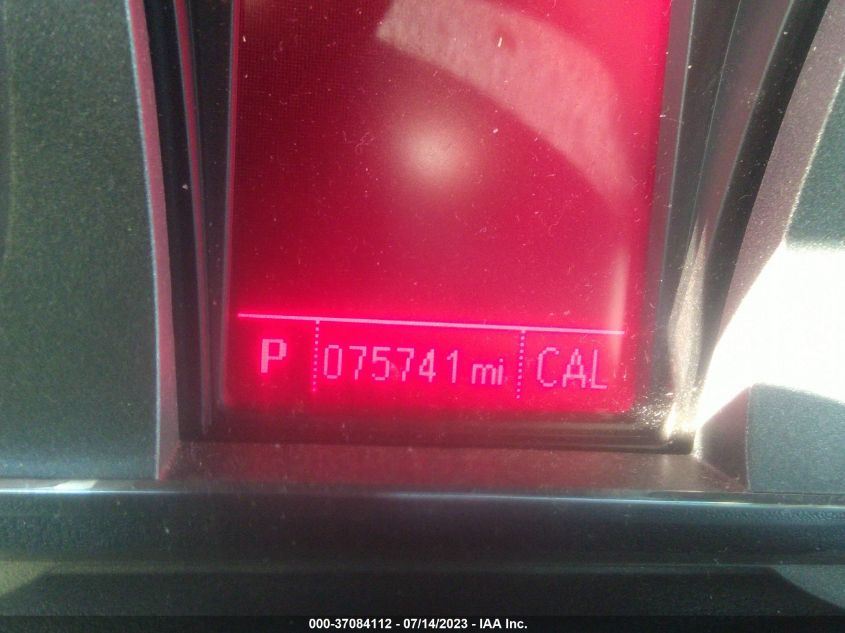 P 075741 mi CAL
000-37084112 - 07/14/2023 - IAA Inc.